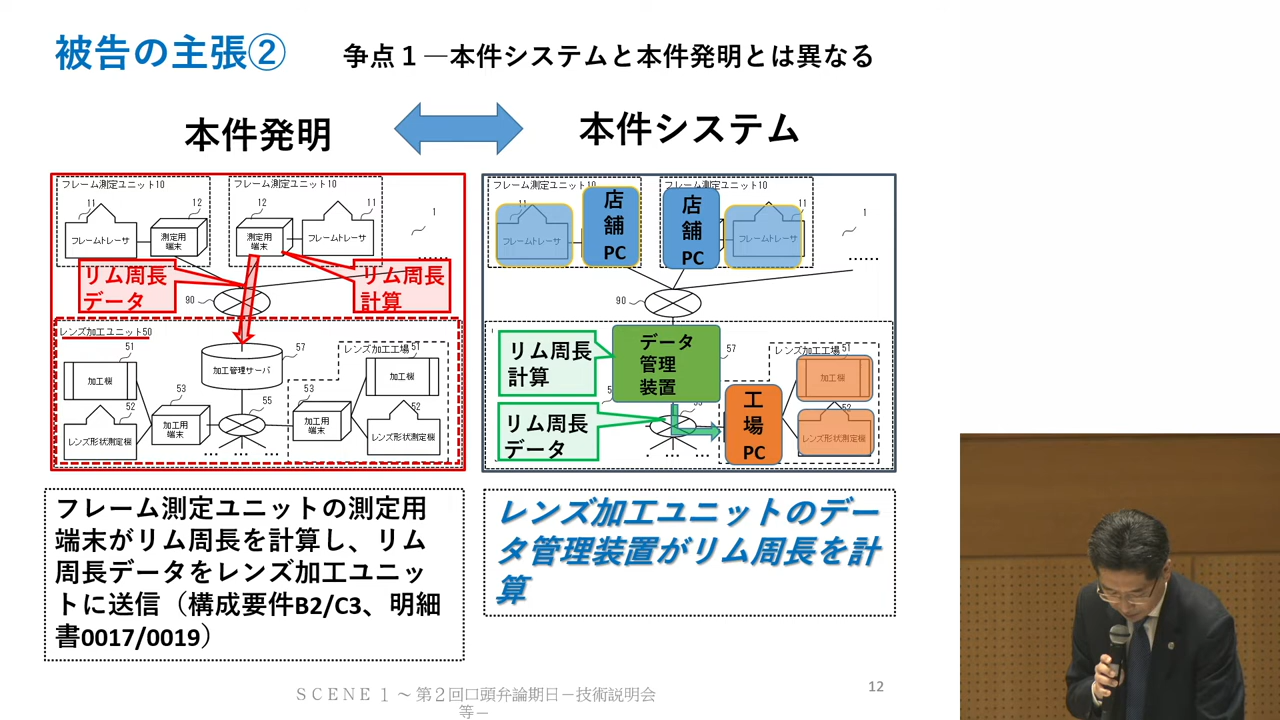 被告の主張②
争点１―本件システムと本件発明とは異なる
本件発明
本件システム
フレーム測定ユニット10
フレーム測定ユニット10
11
12
12
11
1
フレームトレーサ
測定用
端末
測定用
端末
フレームトレーサ
......
リム周長
データ
リム周長
計算
90
レンズ加工ユニット50
51
57
レンズ加工工場
51
加工機
加工管理サーバ
加工機
53
55
53
52
52
レンズ形状測定機
加工用
端末
加工用
端末
レンズ形状測定機
... ...
フレーム測定ユニット10
フレーム測定ユニット10
11
店
舗
PC
店
舗
PC
11
1
フレームトレーサ
フレームトレーサ
......
90
リム周長
計算
データ
管理
装置
57
レンズ加工工場
51
加工機
リム周長
データ
工
場
PC
52
レンズ形状測定機
フレーム測定ユニットの測定用
端末がリム周長を計算し、リム
周長データをレンズ加工ユニッ
トに送信（構成要件B2/C3、明細
書0017/0019）
レンズ加工ユニットのデー
タ管理装置がリム周長を計
算
ＳＣＥＮＥ１～第２回口頭弁論期日－技術説明会
等－
12